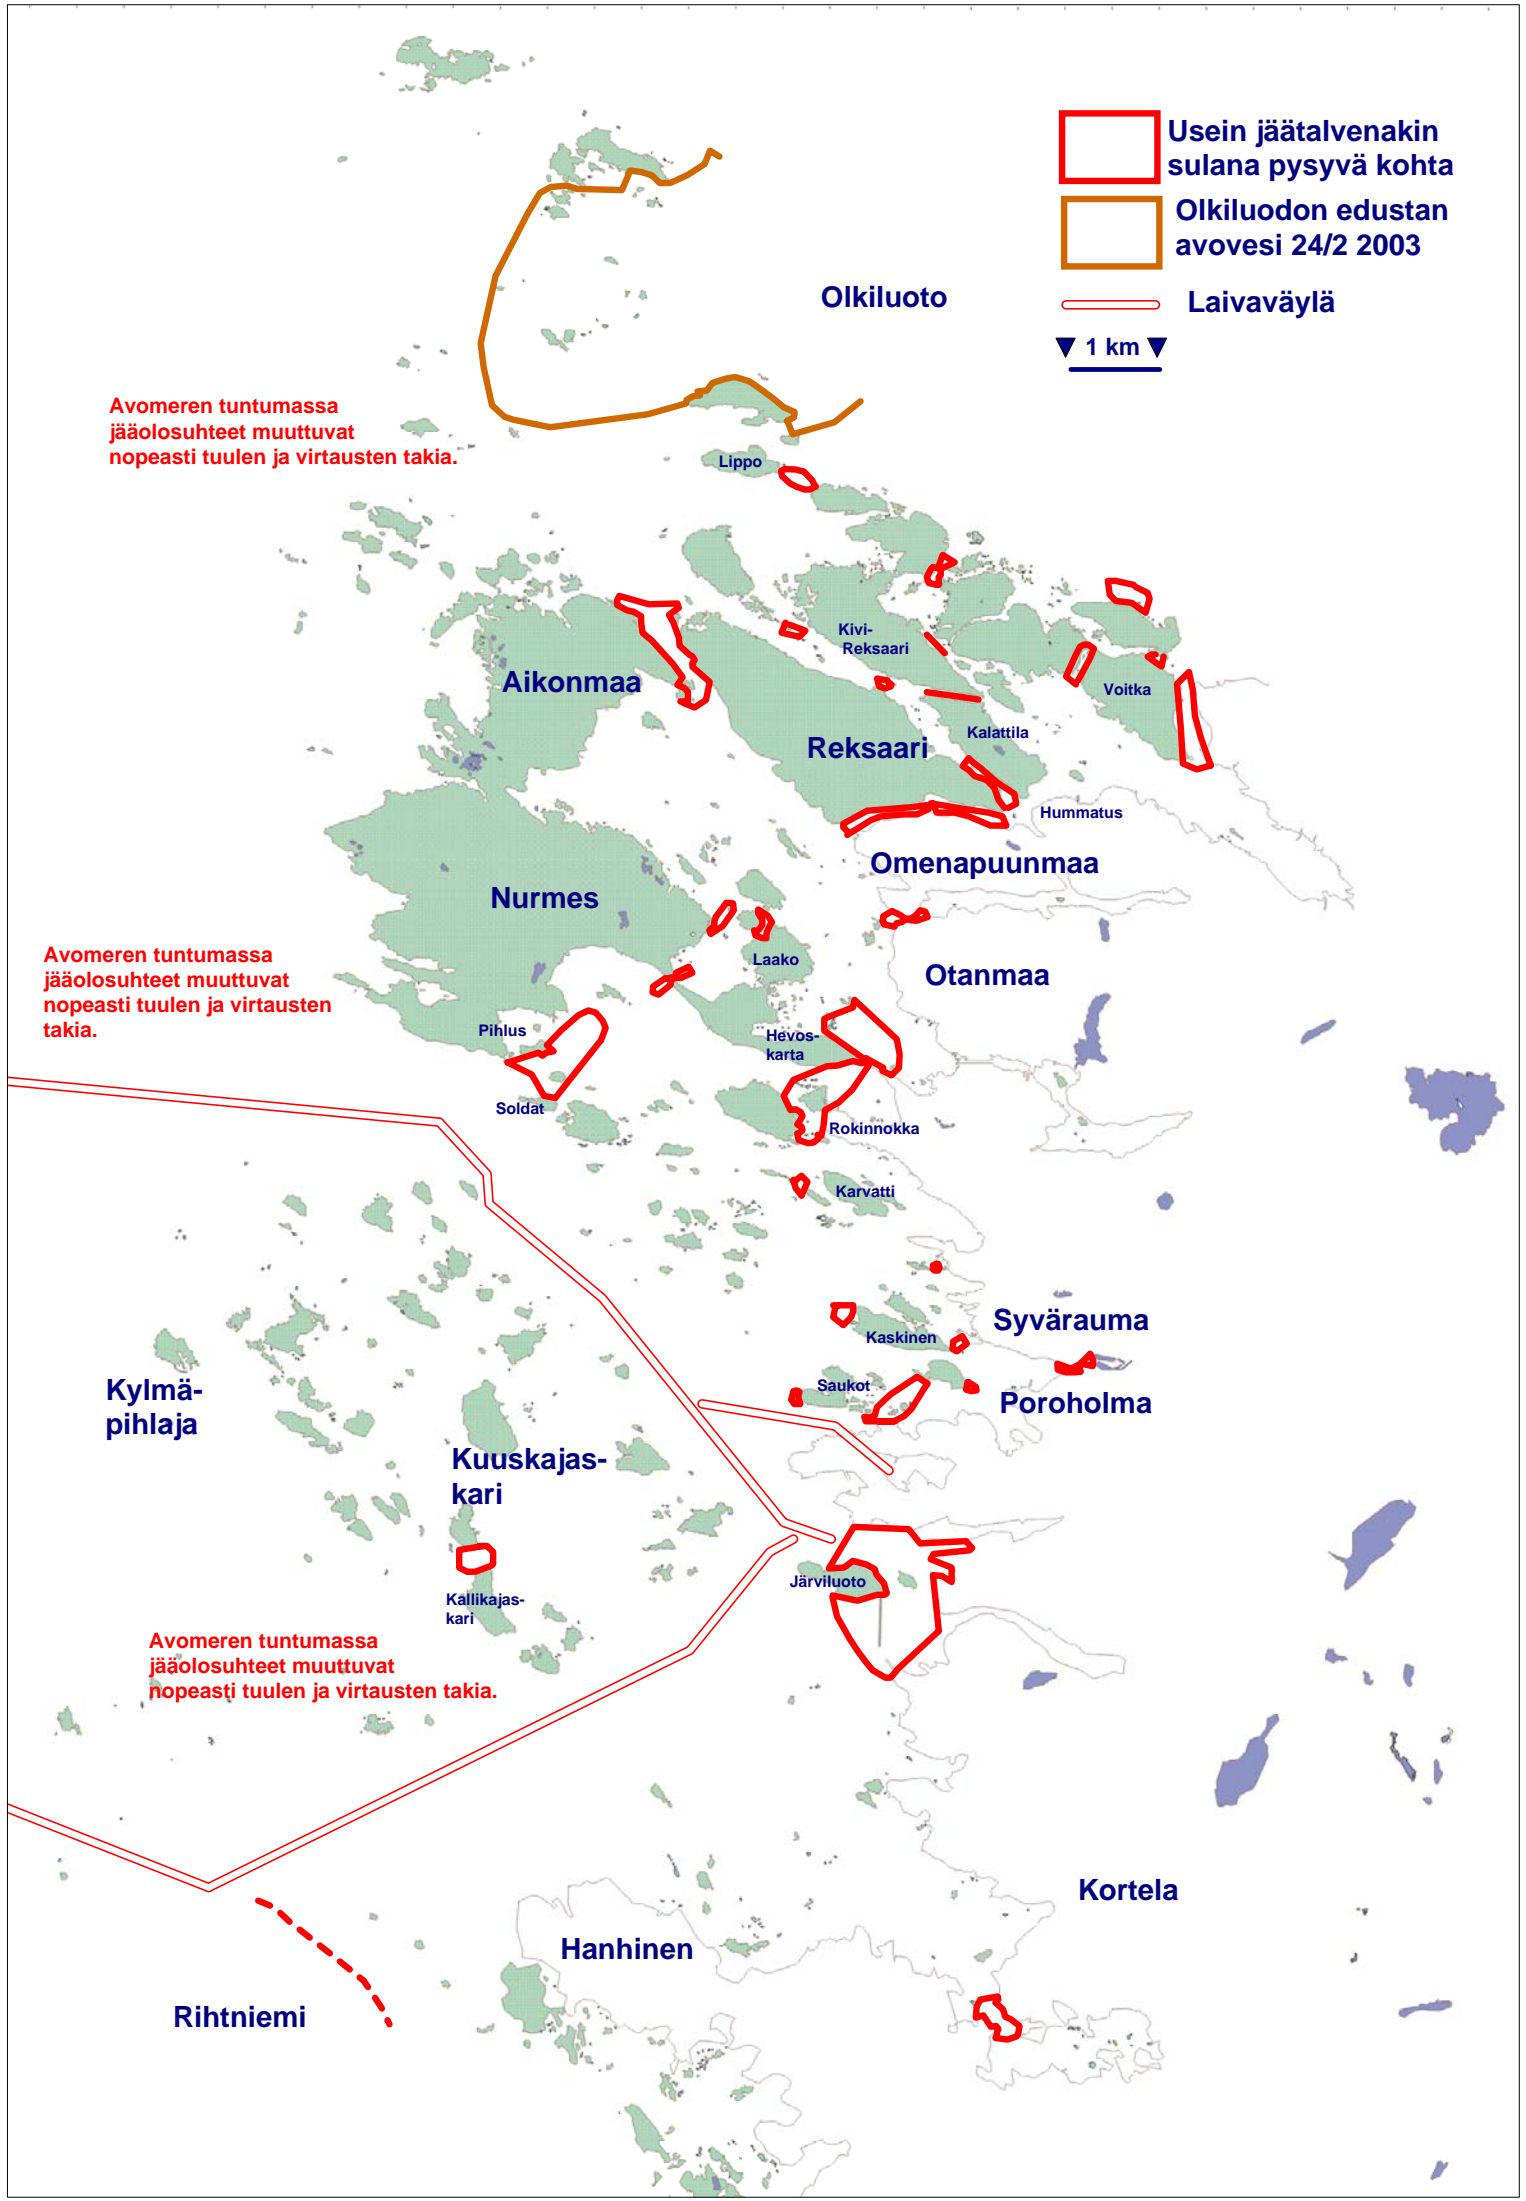 Usein jäätalvenakin
sulana pysyvä kohta
Olkiluodon edustan
avovesi 24/2 2003
Laivaväylä
1 km
Olkiluoto
Avomeren tuntumassa
jääolosuhteet muuttuvat
nopeasti tuulen ja virtausten takia.
Lippo
Kivi-
Reksaari
Aikonmaa
Voitka
Reksaari
Kalattila
Hummatus
Omenapuunmaa
Nurmes
Laako
Otanmaa
Avomeren tuntumassa
jääolosuhteet muuttuvat
nopeasti tuulen ja virtausten
takia.
Pihlus
Hevos-
karta
Soldat
Rokinnokka
Karvatti
Syvärauma
Kaskinen
Saukot
Poroholma
Kylmä-
pihlaja
Kuuskajas-
kari
Järviluoto
Kallikajas-
kari
Avomeren tuntumassa
jääolosuhteet muuttuvat
nopeasti tuulen ja virtausten takia.
Kortela
Hanhinen
Rihtniemi